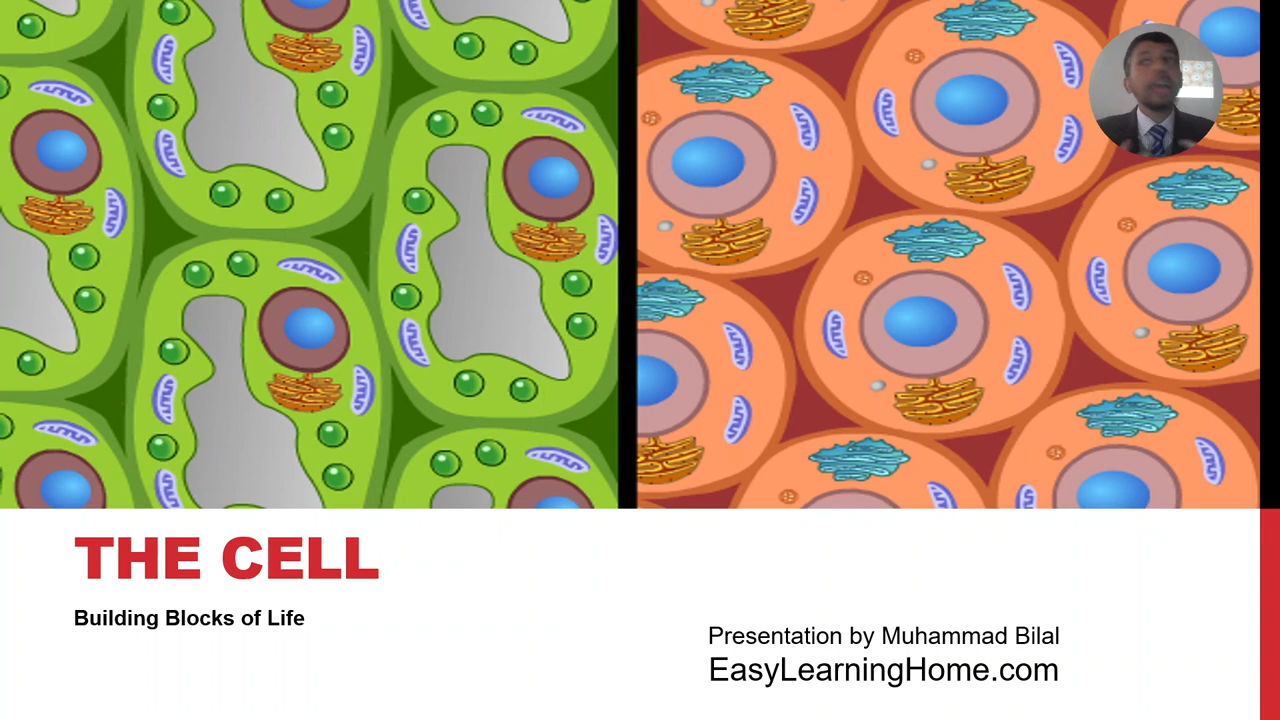 THE CELL
Building Blocks of Life
Presentation by Muhammad Bilal
EasyLearningHome.com